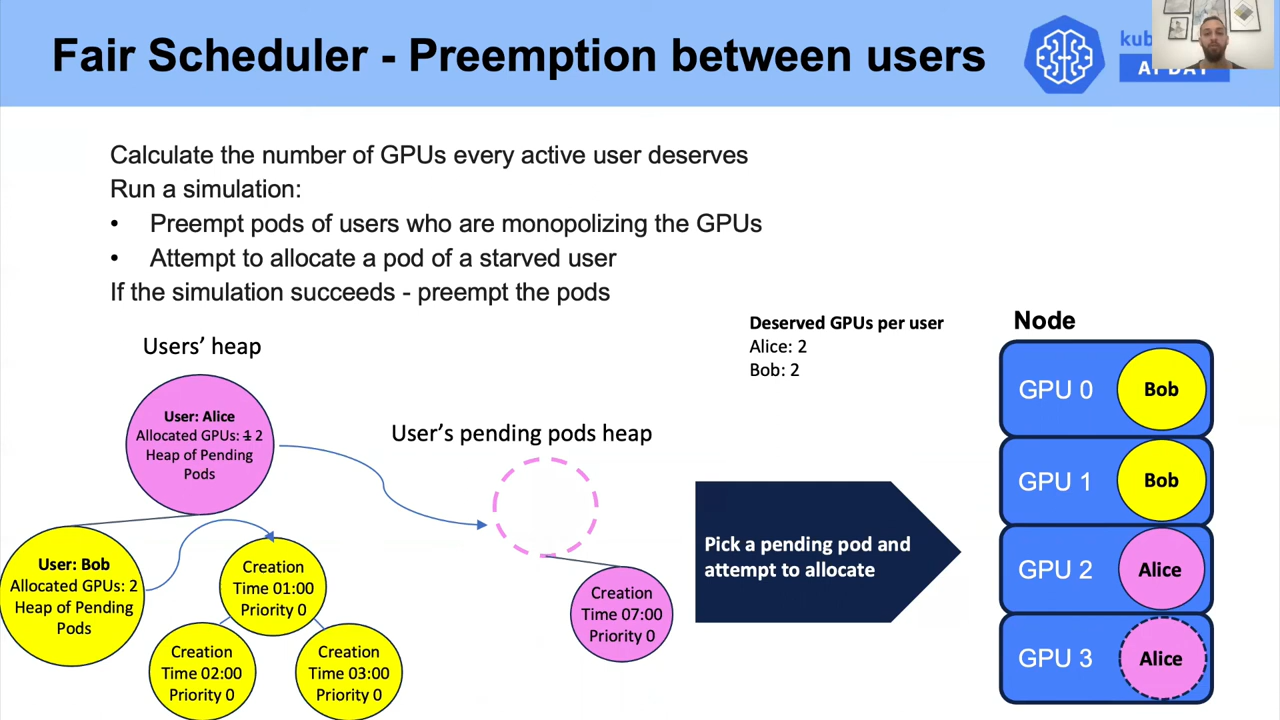 Fair Scheduler - Preemption between users
Calculate the number of GPUs every active user deserves
Run a simulation:
• Preempt pods of users who are monopolizing the GPUs
• Attempt to allocate a pod of a starved user
If the simulation succeeds - preempt the pods
Users' heap
User: Alice
Allocated GPUs: 1 2
Heap of Pending
Pods
User: Bob
Allocated GPUs: 2
Heap of Pending
Pods
Creation
Time 01:00
Priority 0
Creation
Time 02:00
Priority 0
Creation
Time 03:00
Priority 0
User's pending pods heap
Creation
Time 07:00
Priority 0
Pick a pending pod and
attempt to allocate
Deserved GPUs per user
Alice: 2
Bob: 2
Node
GPU 0 Bob
GPU 1 Bob
GPU 2 Alice
GPU 3 Alice